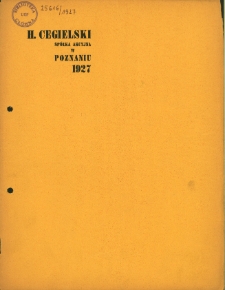 H. CEGIELSKI
SPÓŁKA AKCYJNA
W
POZNANIU
1927